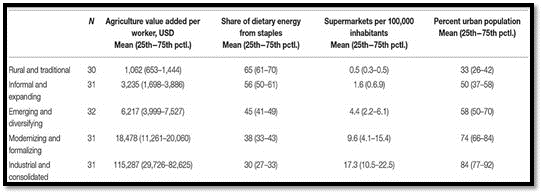 N Agriculture value added per Share of dietary energy Supermarkets per 100,000 Percent urban population
worker, USD from staples inhabitants
Mean (25th–75th pctl.) Mean (25th–75th pctl.) Mean (25th–75th pctl.) Mean (25th–75th pctl.)
Rural and traditional 30 1,062 (653–1,444) 65 (61–70) 0.5 (0.3–0.5) 33 (26–42)
Informal and 31 3,235 (1,698–3,886) 56 (50–61) 1.6 (0.6.9) 50 (37–58)
expanding
Emerging and 32 6,217 (3,999–7,527) 45 (41–49) 4.4 (2.2–6.1) 58 (50–70)
diversifying
Modernizing and 31 18,478 (11,261–20,060) 38 (33–43) 9.6 (4.1–15.4) 74 (66–84)
formalizing
Industrial and 31 115,287 (29,726–82,625) 30 (27–33) 17.3 (10.5–22.5) 84 (77–92)
consolidated